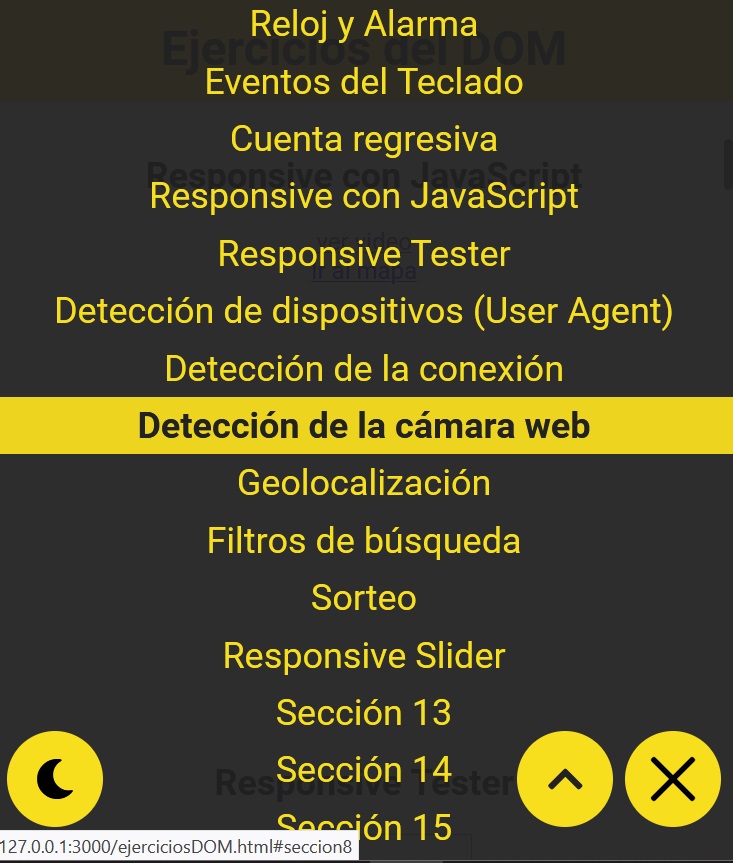 Reloj y Alarma
Ejercicios del DOM
Eventos del Teclado
Cuenta regresiva
Responsive con JavaScript
Responsive con JavaScript
ver video
Responsive Tester
Ir al mapa
Detección de dispositivos (User Agent)
Detección de la conexión
Detección de la cámara web
Geolocalización
Filtros de búsqueda
Sorteo
Responsive Slider
Sección 13
Sección 14
Responsive Tester
Sección 15
127.0.0.1:3000/ejerciciosDOM.html#seccion8